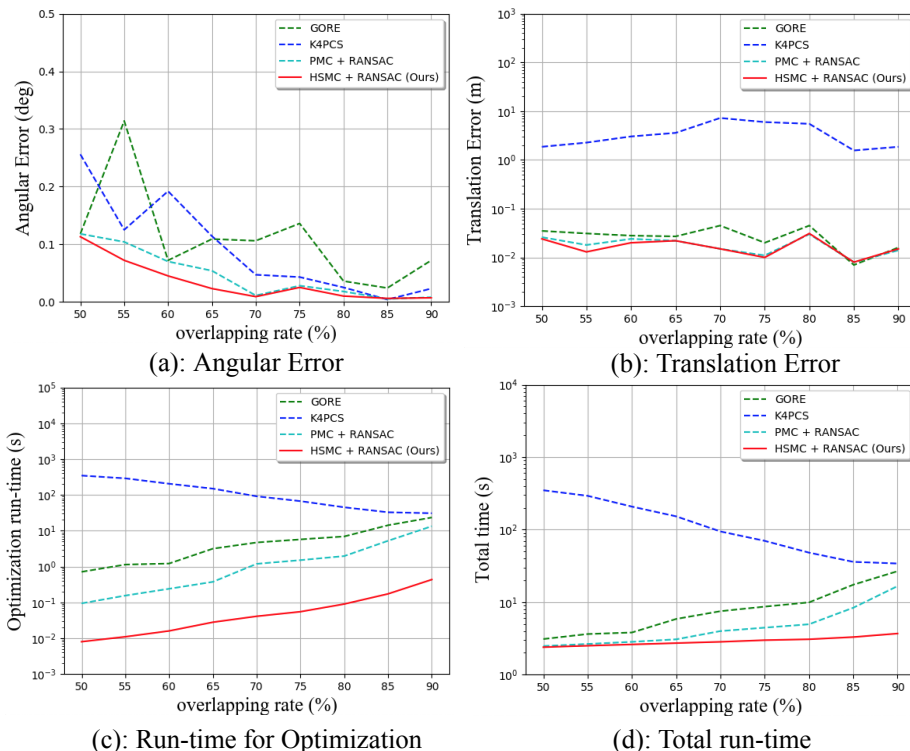 0.5
0.4
0.3
0.2
0.1
0.0
Angular Error (deg)
GORE
K4PCS
PMC + RANSAC
HSMC + RANSAC (Ours)
50 55 60 65 70 75 80 85 90
overlapping rate (%)
(a): Angular Error
10³
10²
10¹
10⁰
10⁻¹
10⁻²
10⁻³
Translation Error (m)
GORE
K4PCS
PMC + RANSAC
HSMC + RANSAC (Ours)
50 55 60 65 70 75 80 85 90
overlapping rate (%)
(b): Translation Error
10⁵
10⁴
10³
10²
10¹
10⁰
10⁻¹
10⁻²
10⁻³
Optimization run-time (s)
GORE
K4PCS
PMC + RANSAC
HSMC + RANSAC (Ours)
50 55 60 65 70 75 80 85 90
overlapping rate (%)
(c): Run-time for Optimization
10⁴
10³
10²
10¹
10⁰
Total time (s)
GORE
K4PCS
PMC + RANSAC
HSMC + RANSAC (Ours)
50 55 60 65 70 75 80 85 90
overlapping rate (%)
(d): Total run-time